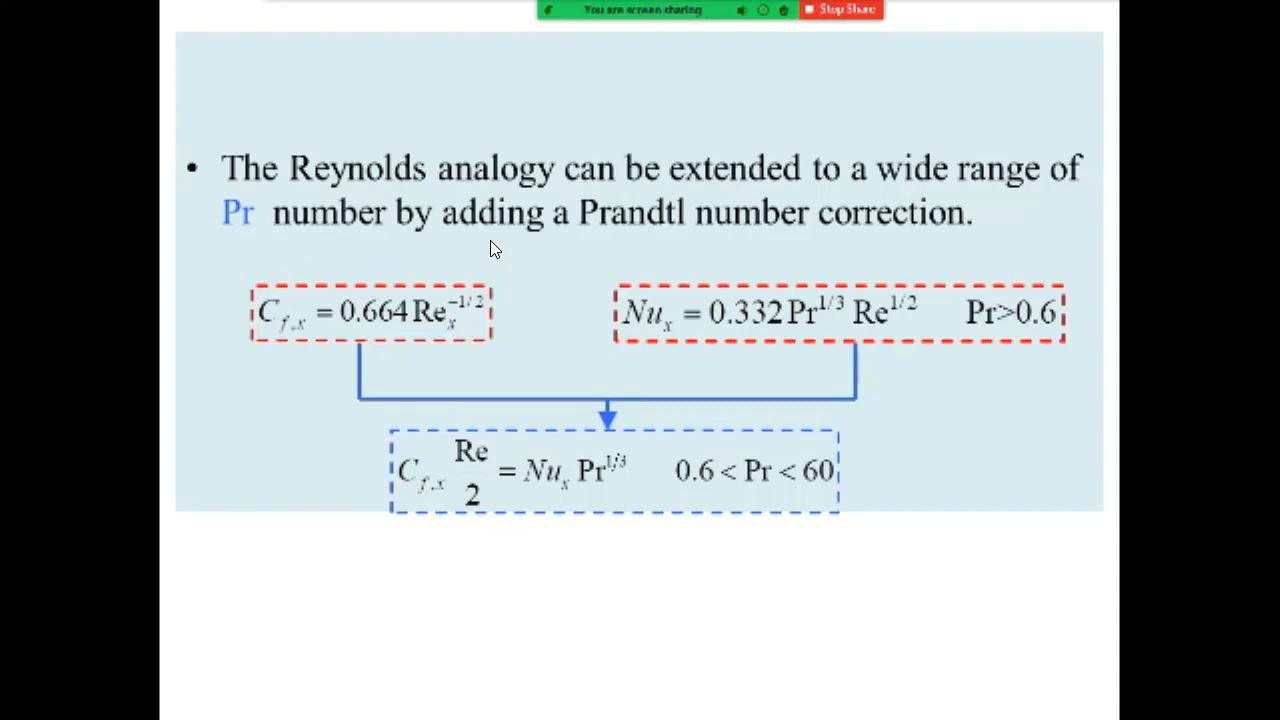 You are screen sharing
Stop Share
• The Reynolds analogy can be extended to a wide range of
Pr number by adding a Prandtl number correction.
C_{f,x} = 0.664 Re_x^{-1/2}
Nu_x = 0.332 Pr^{1/3} Re^{1/2} Pr>0.6
C_{f,x} Re/2 = Nu_x Pr^{1/3} 0.6 < Pr < 60